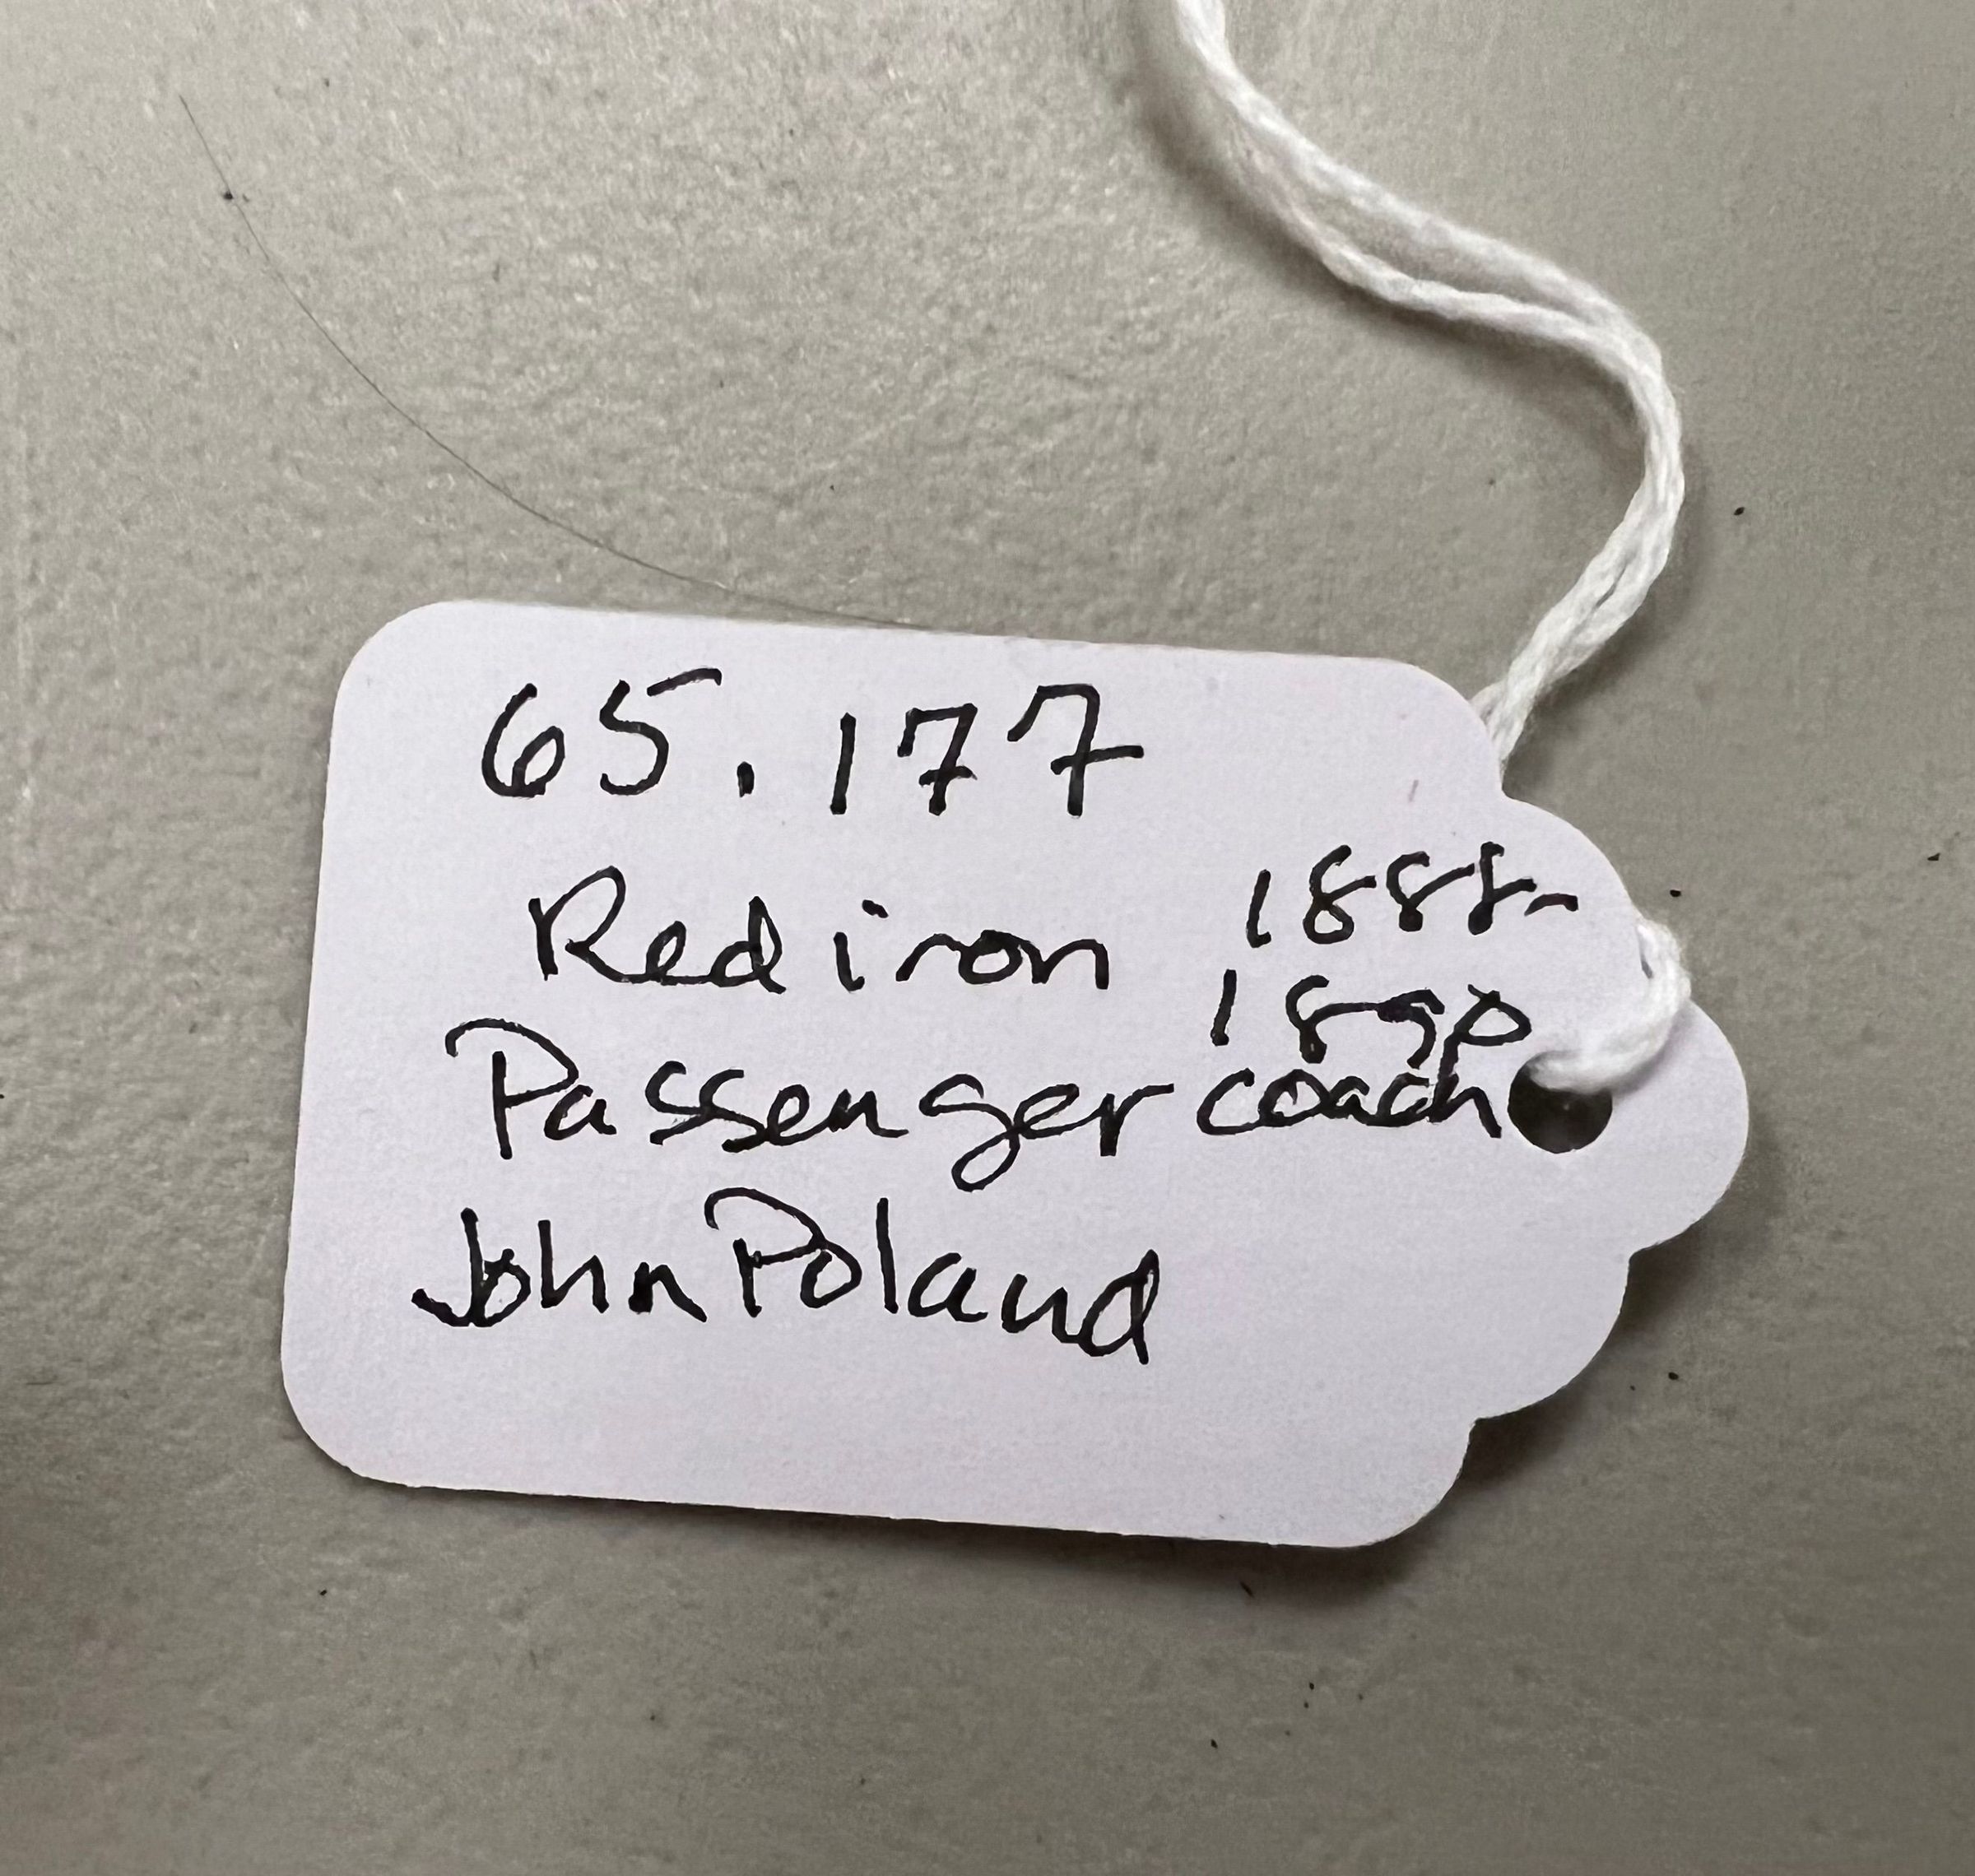 65.177
Red iron 1888-
1890
Passenger coach
John Poland